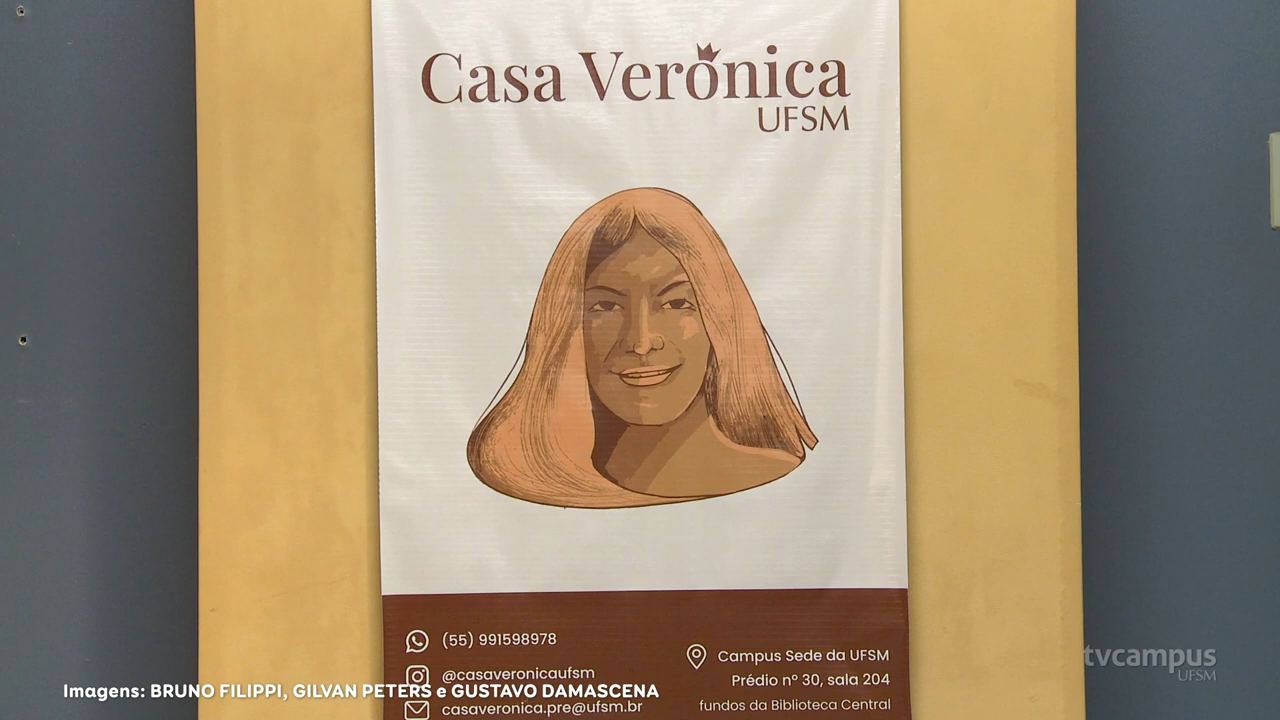 Casa Verônica
UFSM
(55) 991598978
@casaveronicaufsm
casaveronica.pre@ufsm.br
Campus Sede da UFSM
Prédio nº 30, sala 204
fundos da Biblioteca Central
Imagens: BRUNO FILIPPI, GILVAN PETERS e GUSTAVO DAMASCENA
tvcampus
UFSM